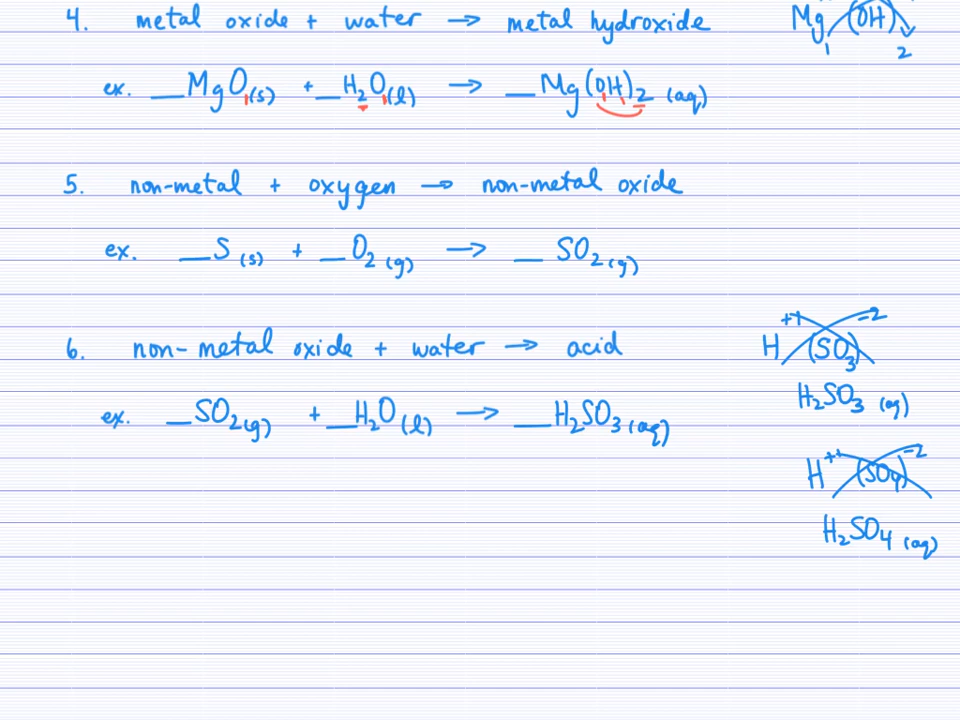 4. metal oxide + water → metal hydroxide
Mg (OH)
1 2
ex. __MgO(s) + __H₂O(l) → __Mg(OH)₂ (aq)
5. non-metal + oxygen → non-metal oxide
ex. __S (s) + __O₂ (g) → __ SO₂ (g)
+1 -2
6. non-metal oxide + water → acid
H (SO₃)
H₂SO₃ (aq)
ex. __SO₂(g) + __H₂O (l) → __H₂SO₃ (aq)
H⁺¹ (SO₄)⁻²
H₂SO₄ (aq)